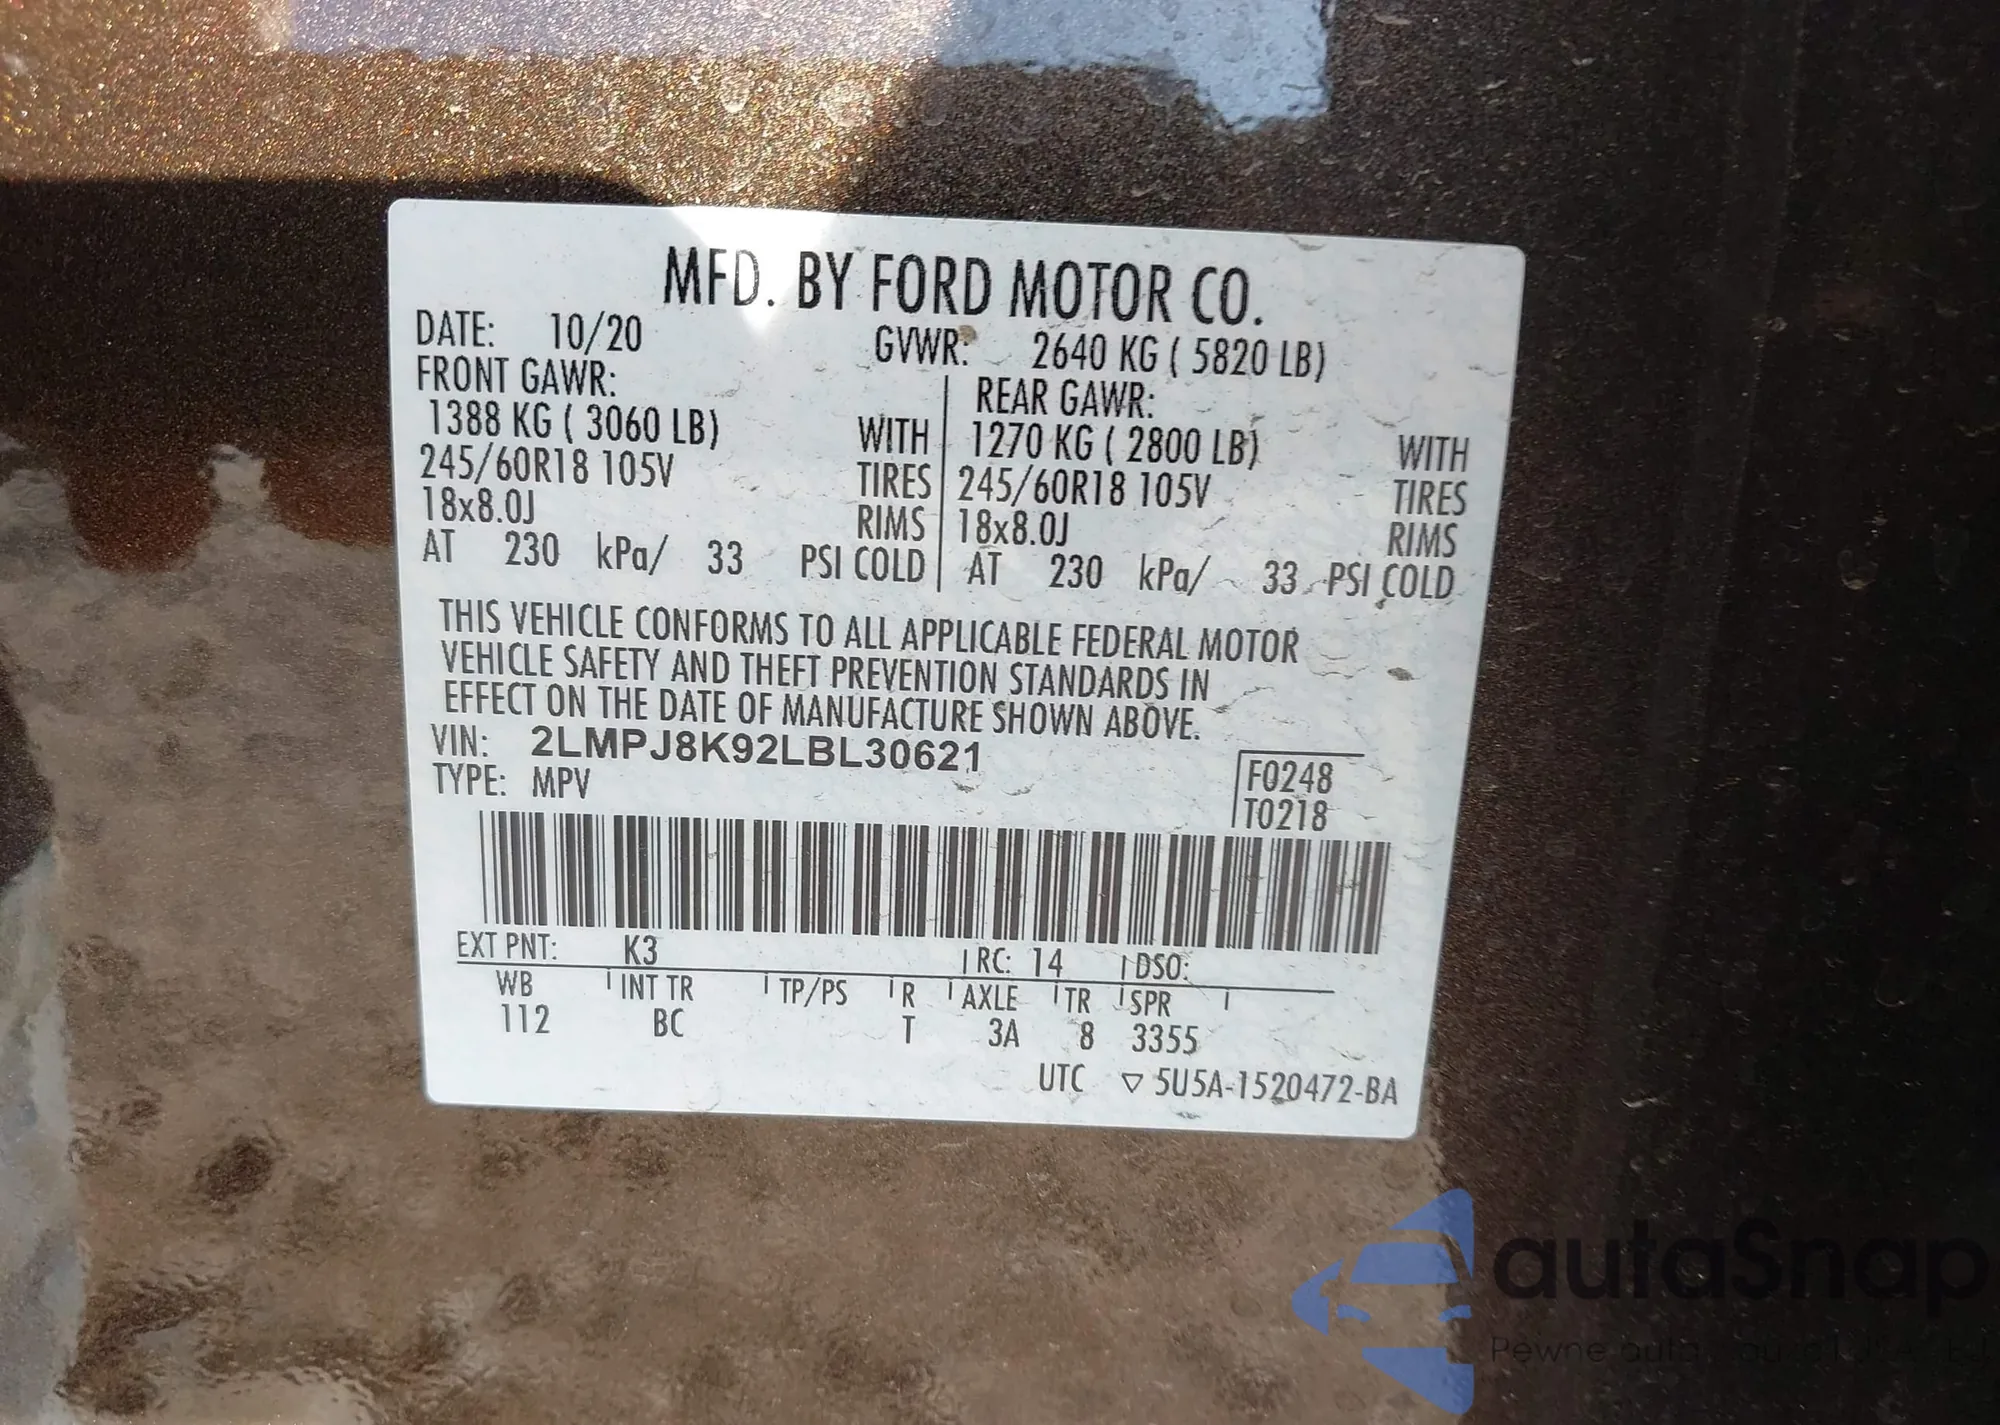 MFD. BY FORD MOTOR CO.
DATE: 10/20 GVWR: 2640 KG ( 5820 LB)
FRONT GAWR: REAR GAWR:
1388 KG ( 3060 LB) WITH 1270 KG ( 2800 LB) WITH
245/60R18 105V TIRES 245/60R18 105V TIRES
18x8.0J RIMS 18x8.0J RIMS
AT 230 kPa/ 33 PSI COLD AT 230 kPa/ 33 PSI COLD
THIS VEHICLE CONFORMS TO ALL APPLICABLE FEDERAL MOTOR
VEHICLE SAFETY AND THEFT PREVENTION STANDARDS IN
EFFECT ON THE DATE OF MANUFACTURE SHOWN ABOVE.
VIN: 2LMPJ8K92LBL30621
TYPE: MPV
F0248
T0218
EXT PNT: K3 RC: 14 DSO:
WB INT TR TP/PS R AXLE TR SPR
112 BC T 3A 8 3355
UTC ▽ 5U5A-1520472-BA
autaSnap
Pewne auta